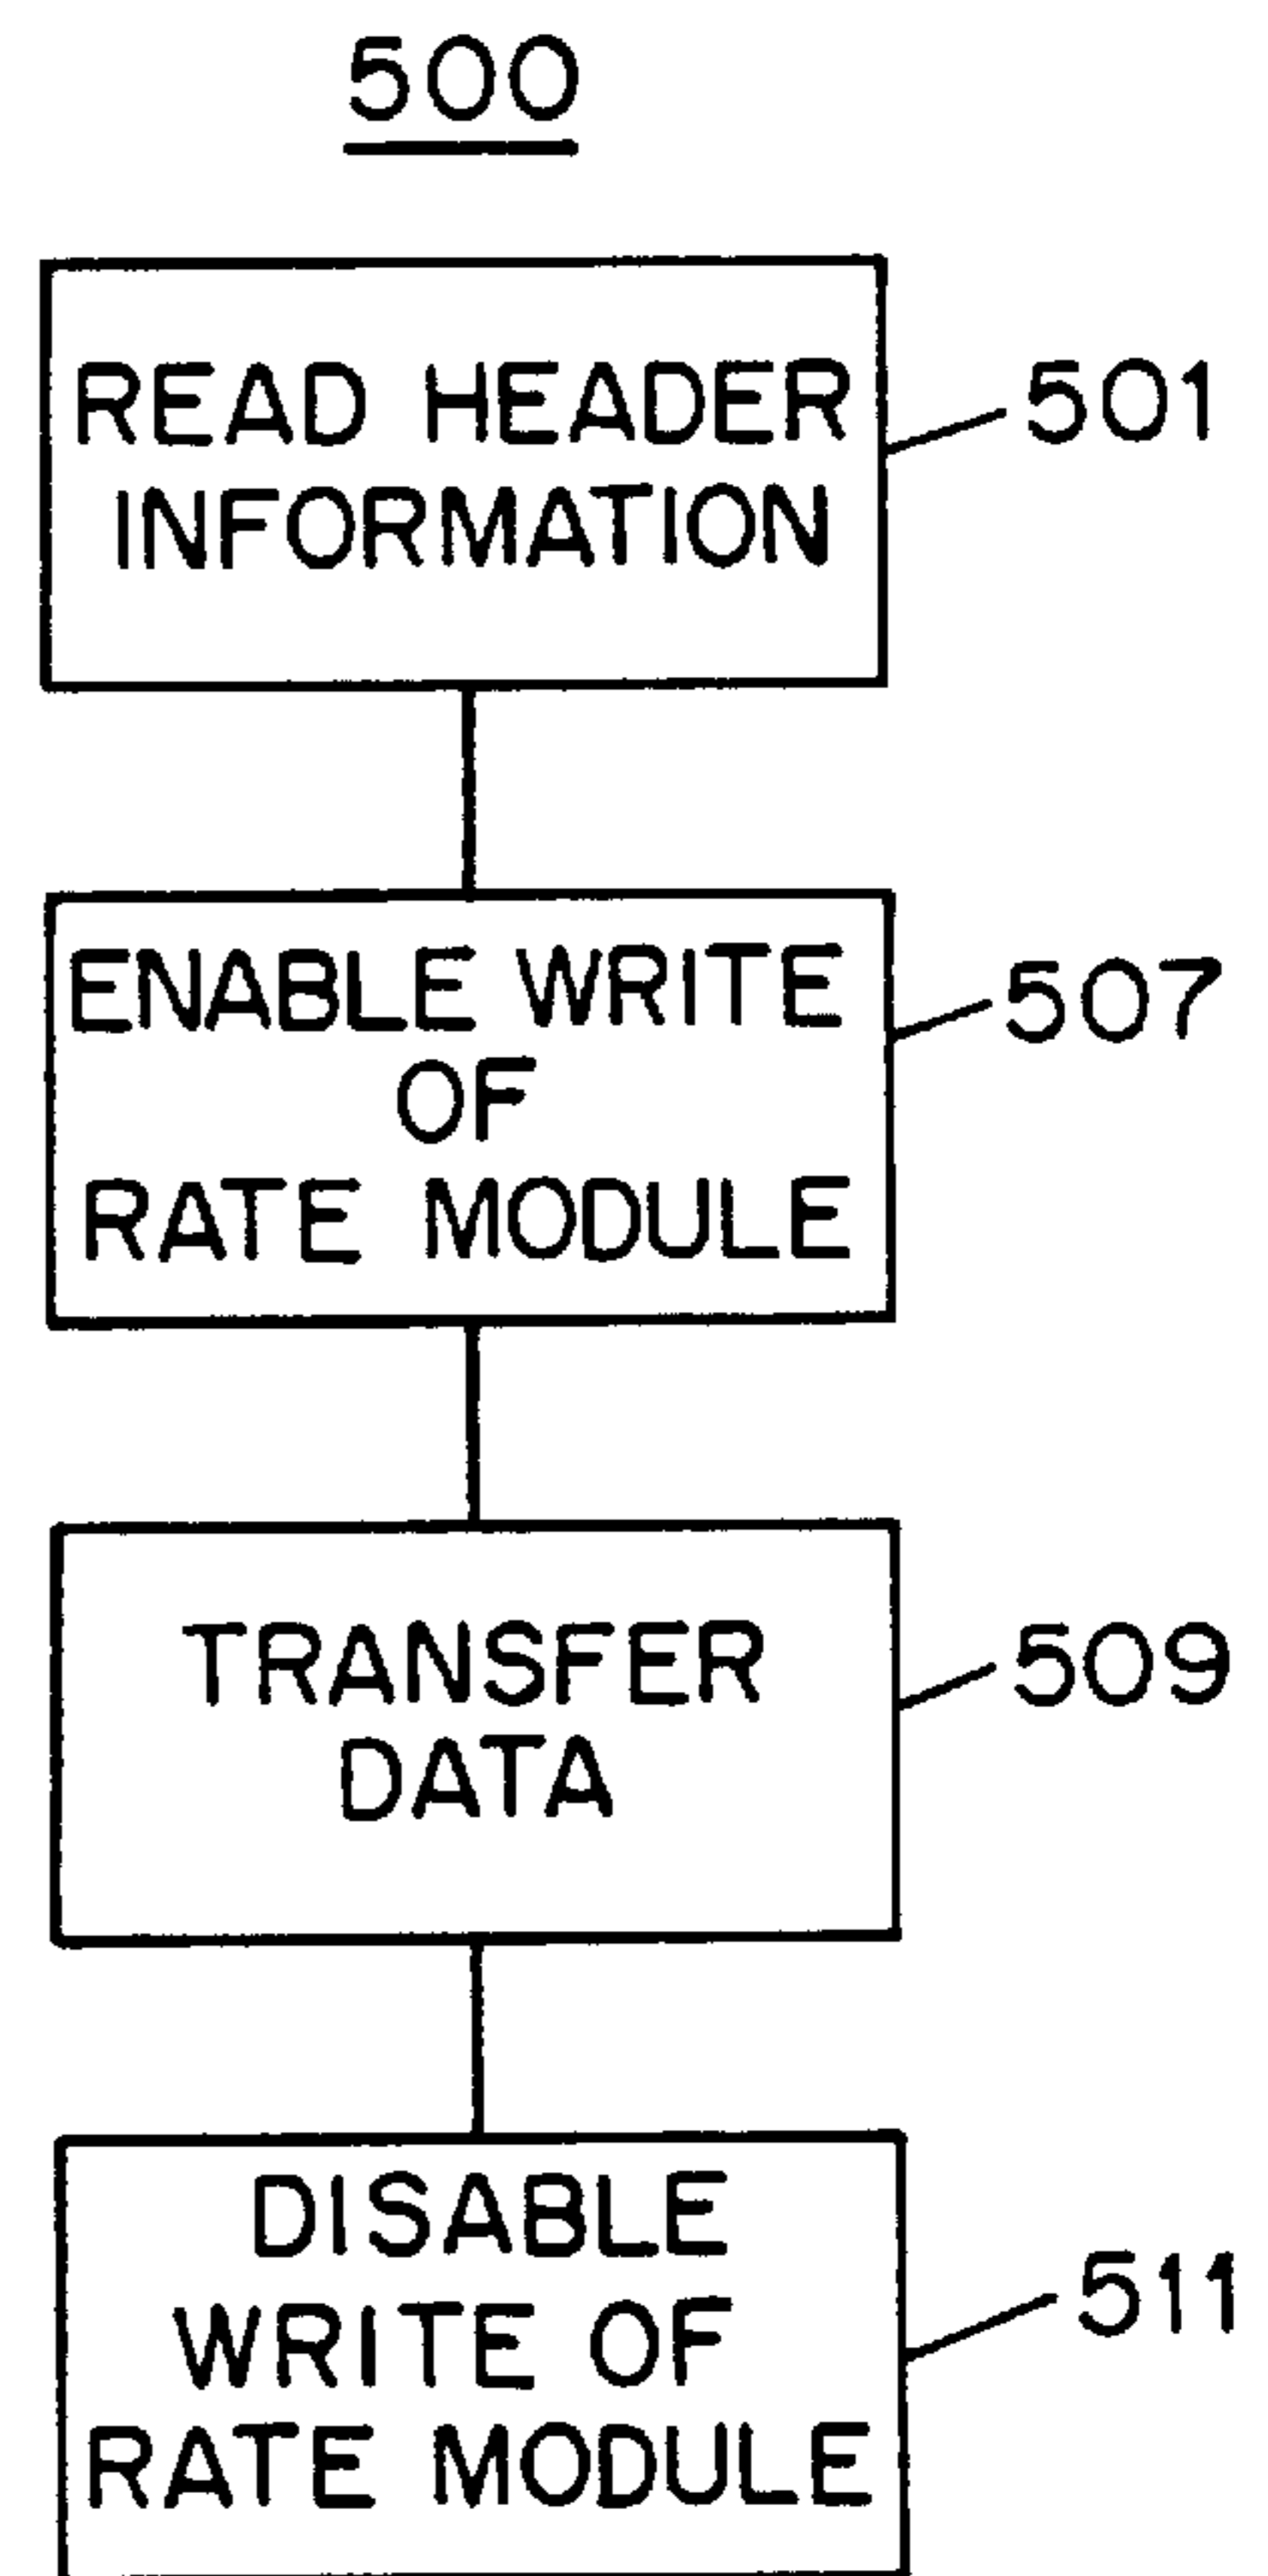 500
READ HEADER
INFORMATION
501
ENABLE WRITE
OF
RATE MODULE
507
TRANSFER
DATA
509
DISABLE
WRITE OF
RATE MODULE
511